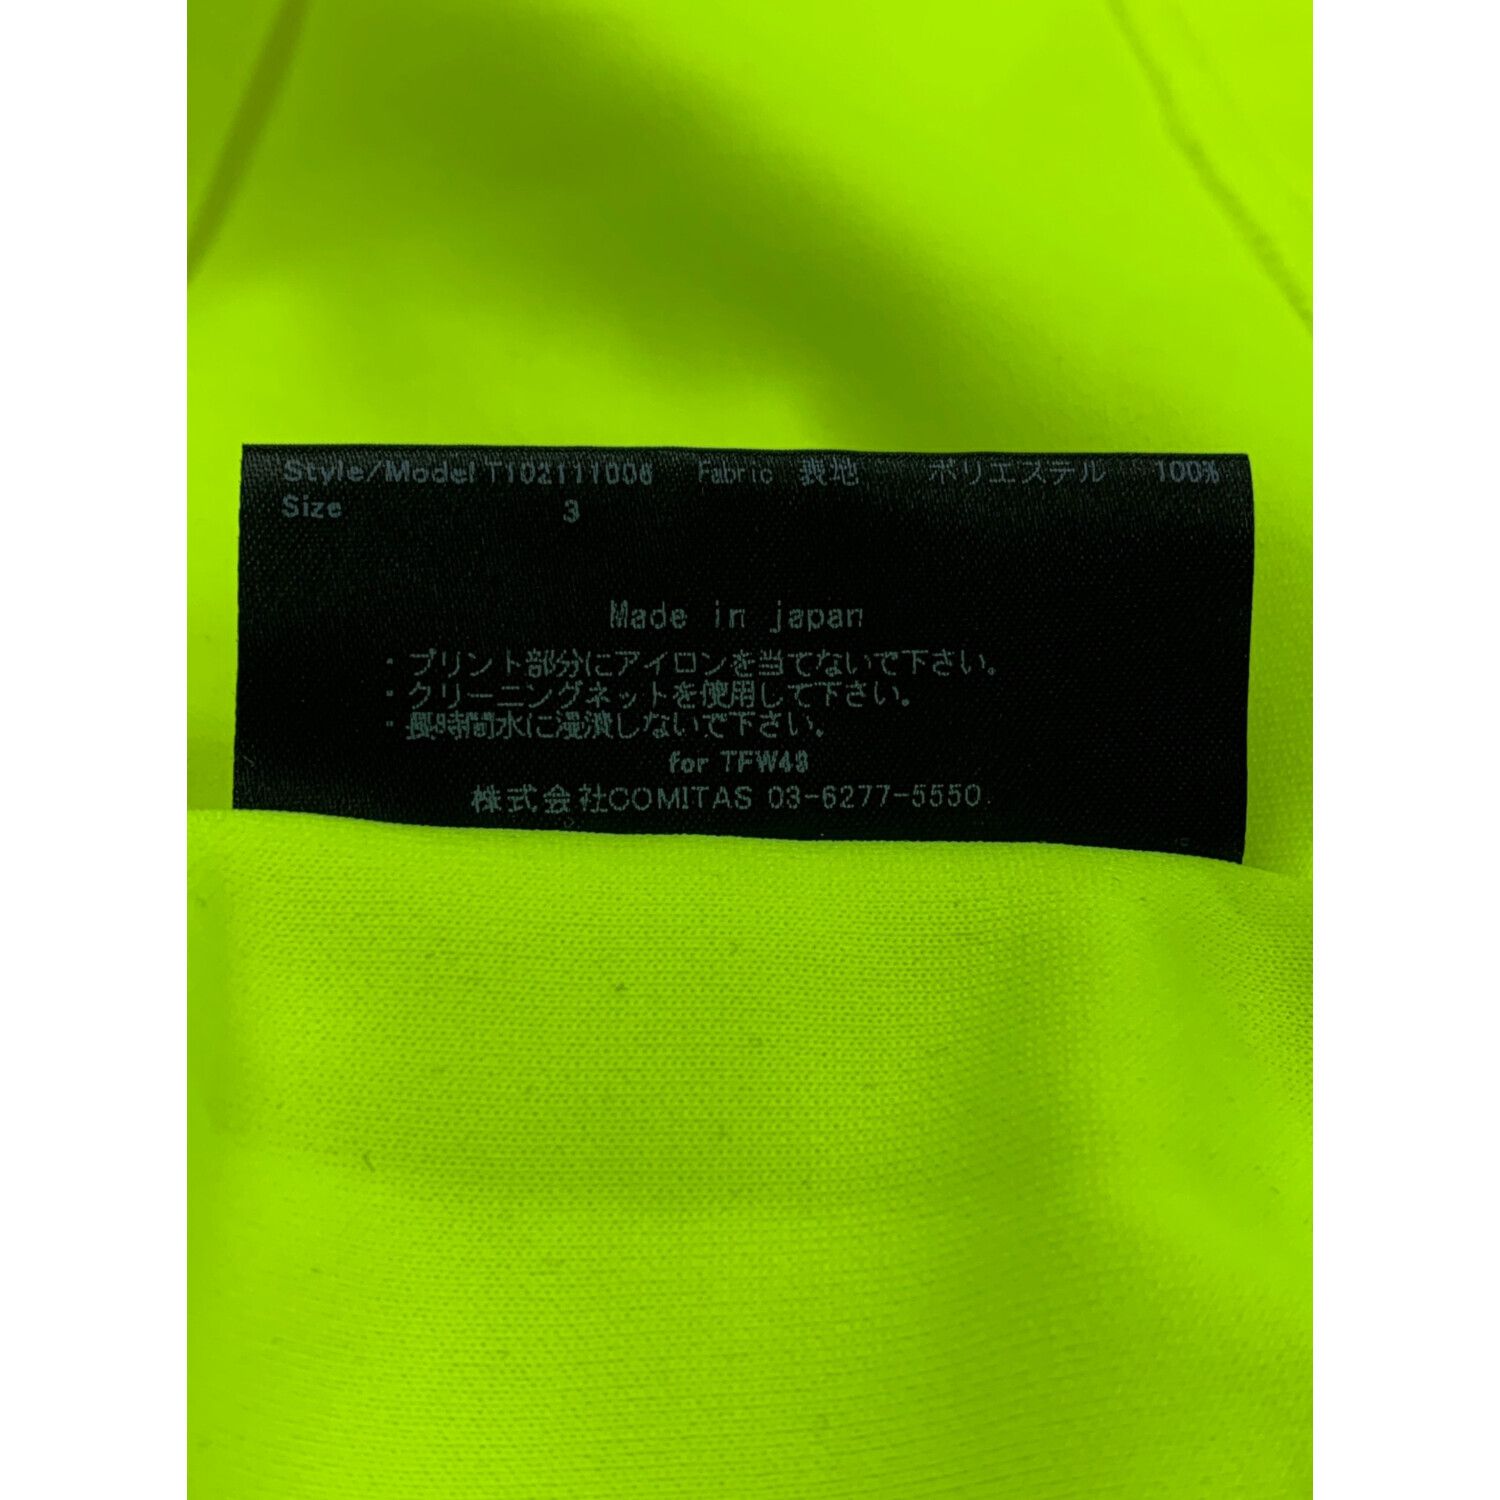 Style/Model T102111006 Fabric 表地 ポリエステル 100%
Size 3
Made in japan
・プリント部分にアイロンを当てないで下さい。
・クリーニングネットを使用して下さい。
・長時間水に浸漬しないで下さい。
for TFW49
株式会社COMITAS 03-6277-5550